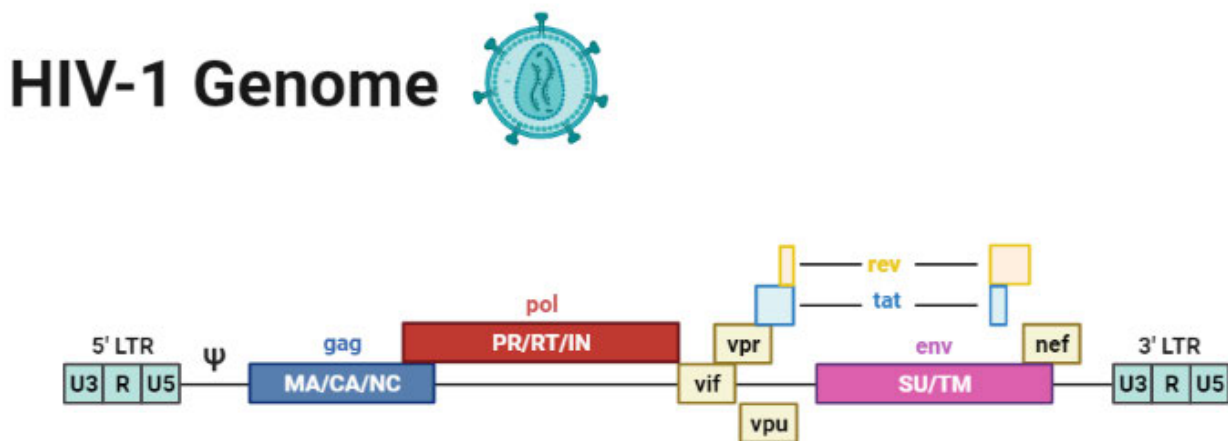 HIV-1 Genome
rev
pol
tat
5' LTR
Ψ
gag
PR/RT/IN
vpr
env
nef
3' LTR
U3 R U5
MA/CA/NC
vif
SU/TM
U3 R U5
vpu